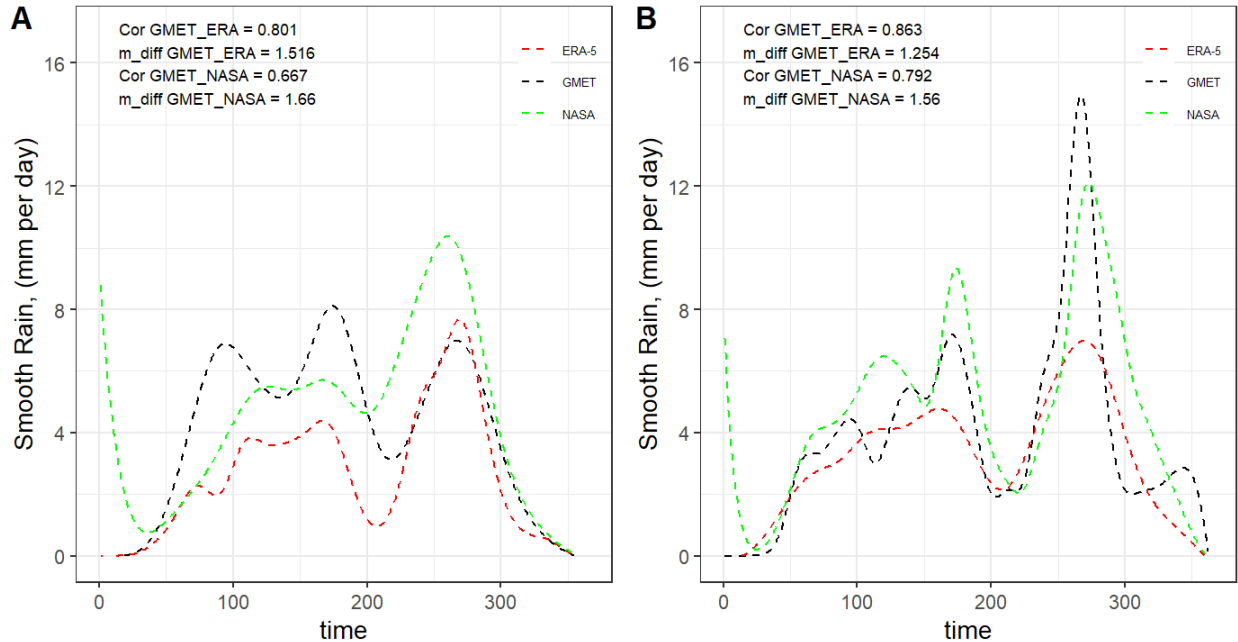 A
Cor GMET_ERA = 0.801
m_diff GMET_ERA = 1.516
Cor GMET_NASA = 0.667
m_diff GMET_NASA = 1.66
ERA-5
GMET
NASA
Smooth Rain, (mm per day)
16
12
8
4
0
0 100 200 300
time
B
Cor GMET_ERA = 0.863
m_diff GMET_ERA = 1.254
Cor GMET_NASA = 0.792
m_diff GMET_NASA = 1.56
ERA-5
GMET
NASA
Smooth Rain, (mm per day)
16
12
8
4
0
0 100 200 300
time